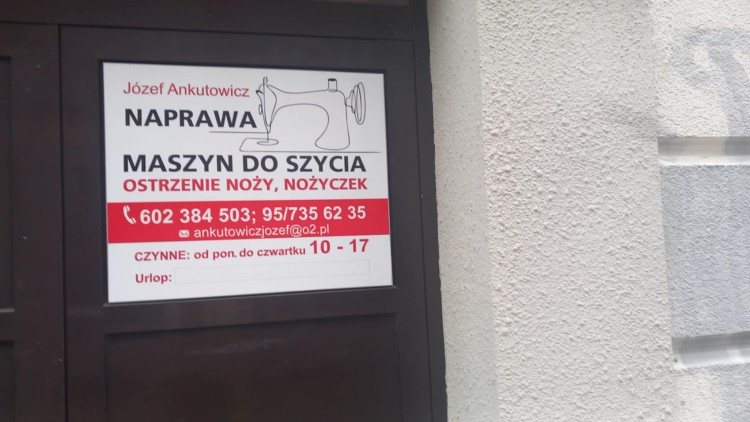 Józef Ankutowicz
NAPRAWA
MASZYN DO SZYCIA
OSTRZENIE NOŻY, NOŻYCZEK
602 384 503; 95/735 62 35
ankutowiczjozef@o2.pl
CZYNNE: od pon. do czwartku 10 - 17
Urlop: